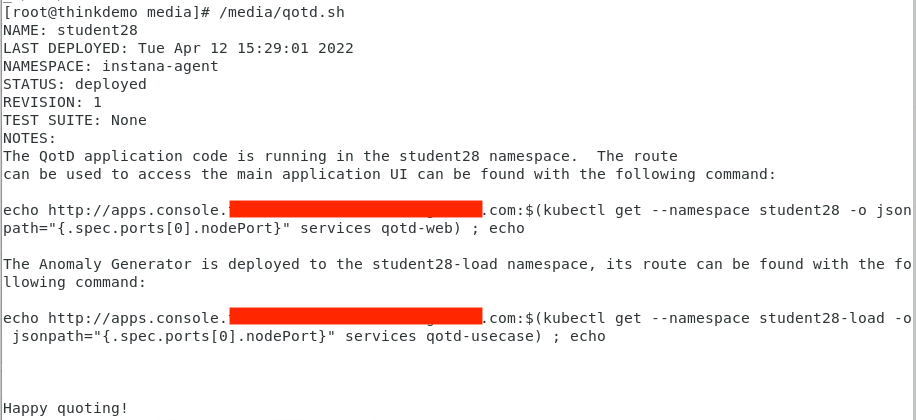 [root@thinkdemo media]# /media/qotd.sh
NAME: student28
LAST DEPLOYED: Tue Apr 12 15:29:01 2022
NAMESPACE: instana-agent
STATUS: deployed
REVISION: 1
TEST SUITE: None
NOTES:
The QotD application code is running in the student28 namespace.  The route
can be used to access the main application UI can be found with the following command:
echo http://apps.console. .com:$(kubectl get --namespace student28 -o json
path="{.spec.ports[0].nodePort}" services qotd-web) ; echo
The Anomaly Generator is deployed to the student28-load namespace, its route can be found with the fo
llowing command:
echo http://apps.console. .com:$(kubectl get --namespace student28-load -o
 jsonpath="{.spec.ports[0].nodePort}" services qotd-usecase) ; echo
Happy quoting!